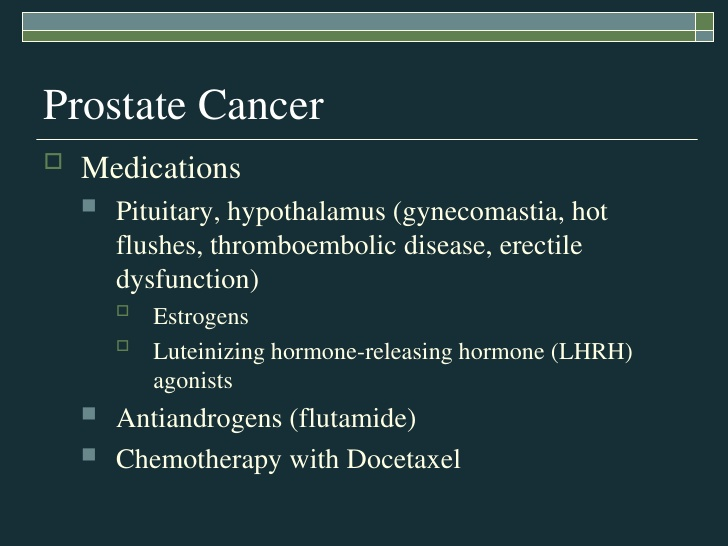 Prostate Cancer
Medications
Pituitary, hypothalamus (gynecomastia, hot
flushes, thromboembolic disease, erectile
dysfunction)
Estrogens
Luteinizing hormone-releasing hormone (LHRH)
agonists
Antiandrogens (flutamide)
Chemotherapy with Docetaxel